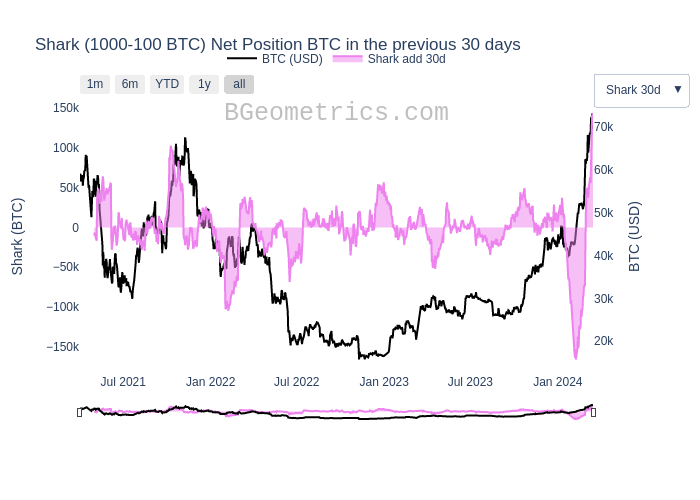 Shark (1000-100 BTC) Net Position BTC in the previous 30 days
BTC (USD) Shark add 30d
1m 6m YTD 1y all
Shark 30d ▼
BGeometrics.com
150k
100k
50k
0
−50k
−100k
−150k
Shark (BTC)
70k
60k
50k
40k
30k
20k
BTC (USD)
Jul 2021 Jan 2022 Jul 2022 Jan 2023 Jul 2023 Jan 2024